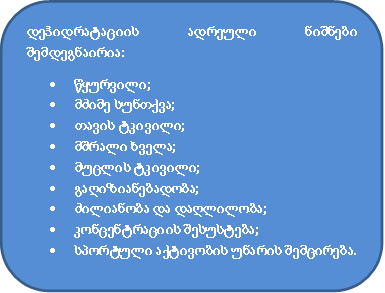 დეჰიდრატაციის ადრეული ნიშნები
შემდეგნაირია:
• წყურვილი;
• მძიმე სუნთქვა;
• თავის ტკივილი;
• მშრალი ხველა;
• მუცლის ტკივილი;
• გაღიზიანებადობა;
• ძილიანობა და დაღლილობა;
• კონცენტრაციის შესუსტება;
• სპორტული აქტივობის უნარის შემცირება.